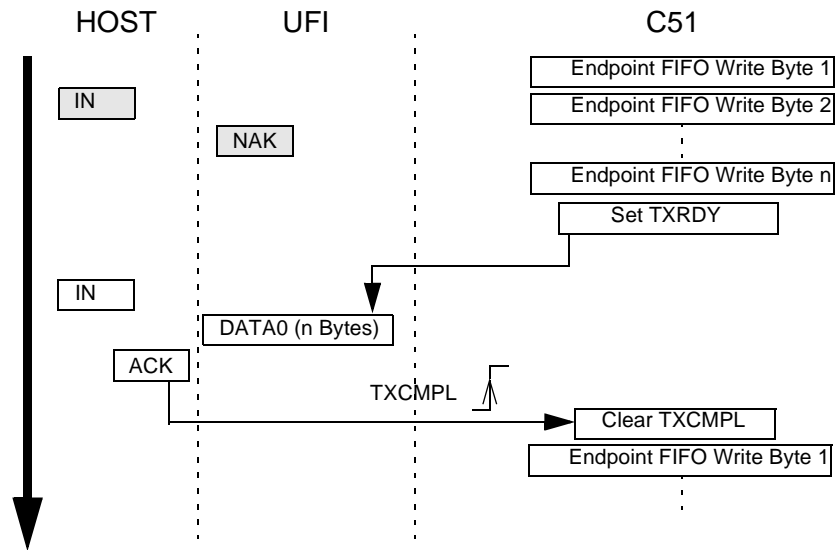 HOST UFI C51
Endpoint FIFO Write Byte 1
IN
Endpoint FIFO Write Byte 2
NAK
Endpoint FIFO Write Byte n
Set TXRDY
IN
DATA0 (n Bytes)
ACK
TXCMPL
Clear TXCMPL
Endpoint FIFO Write Byte 1